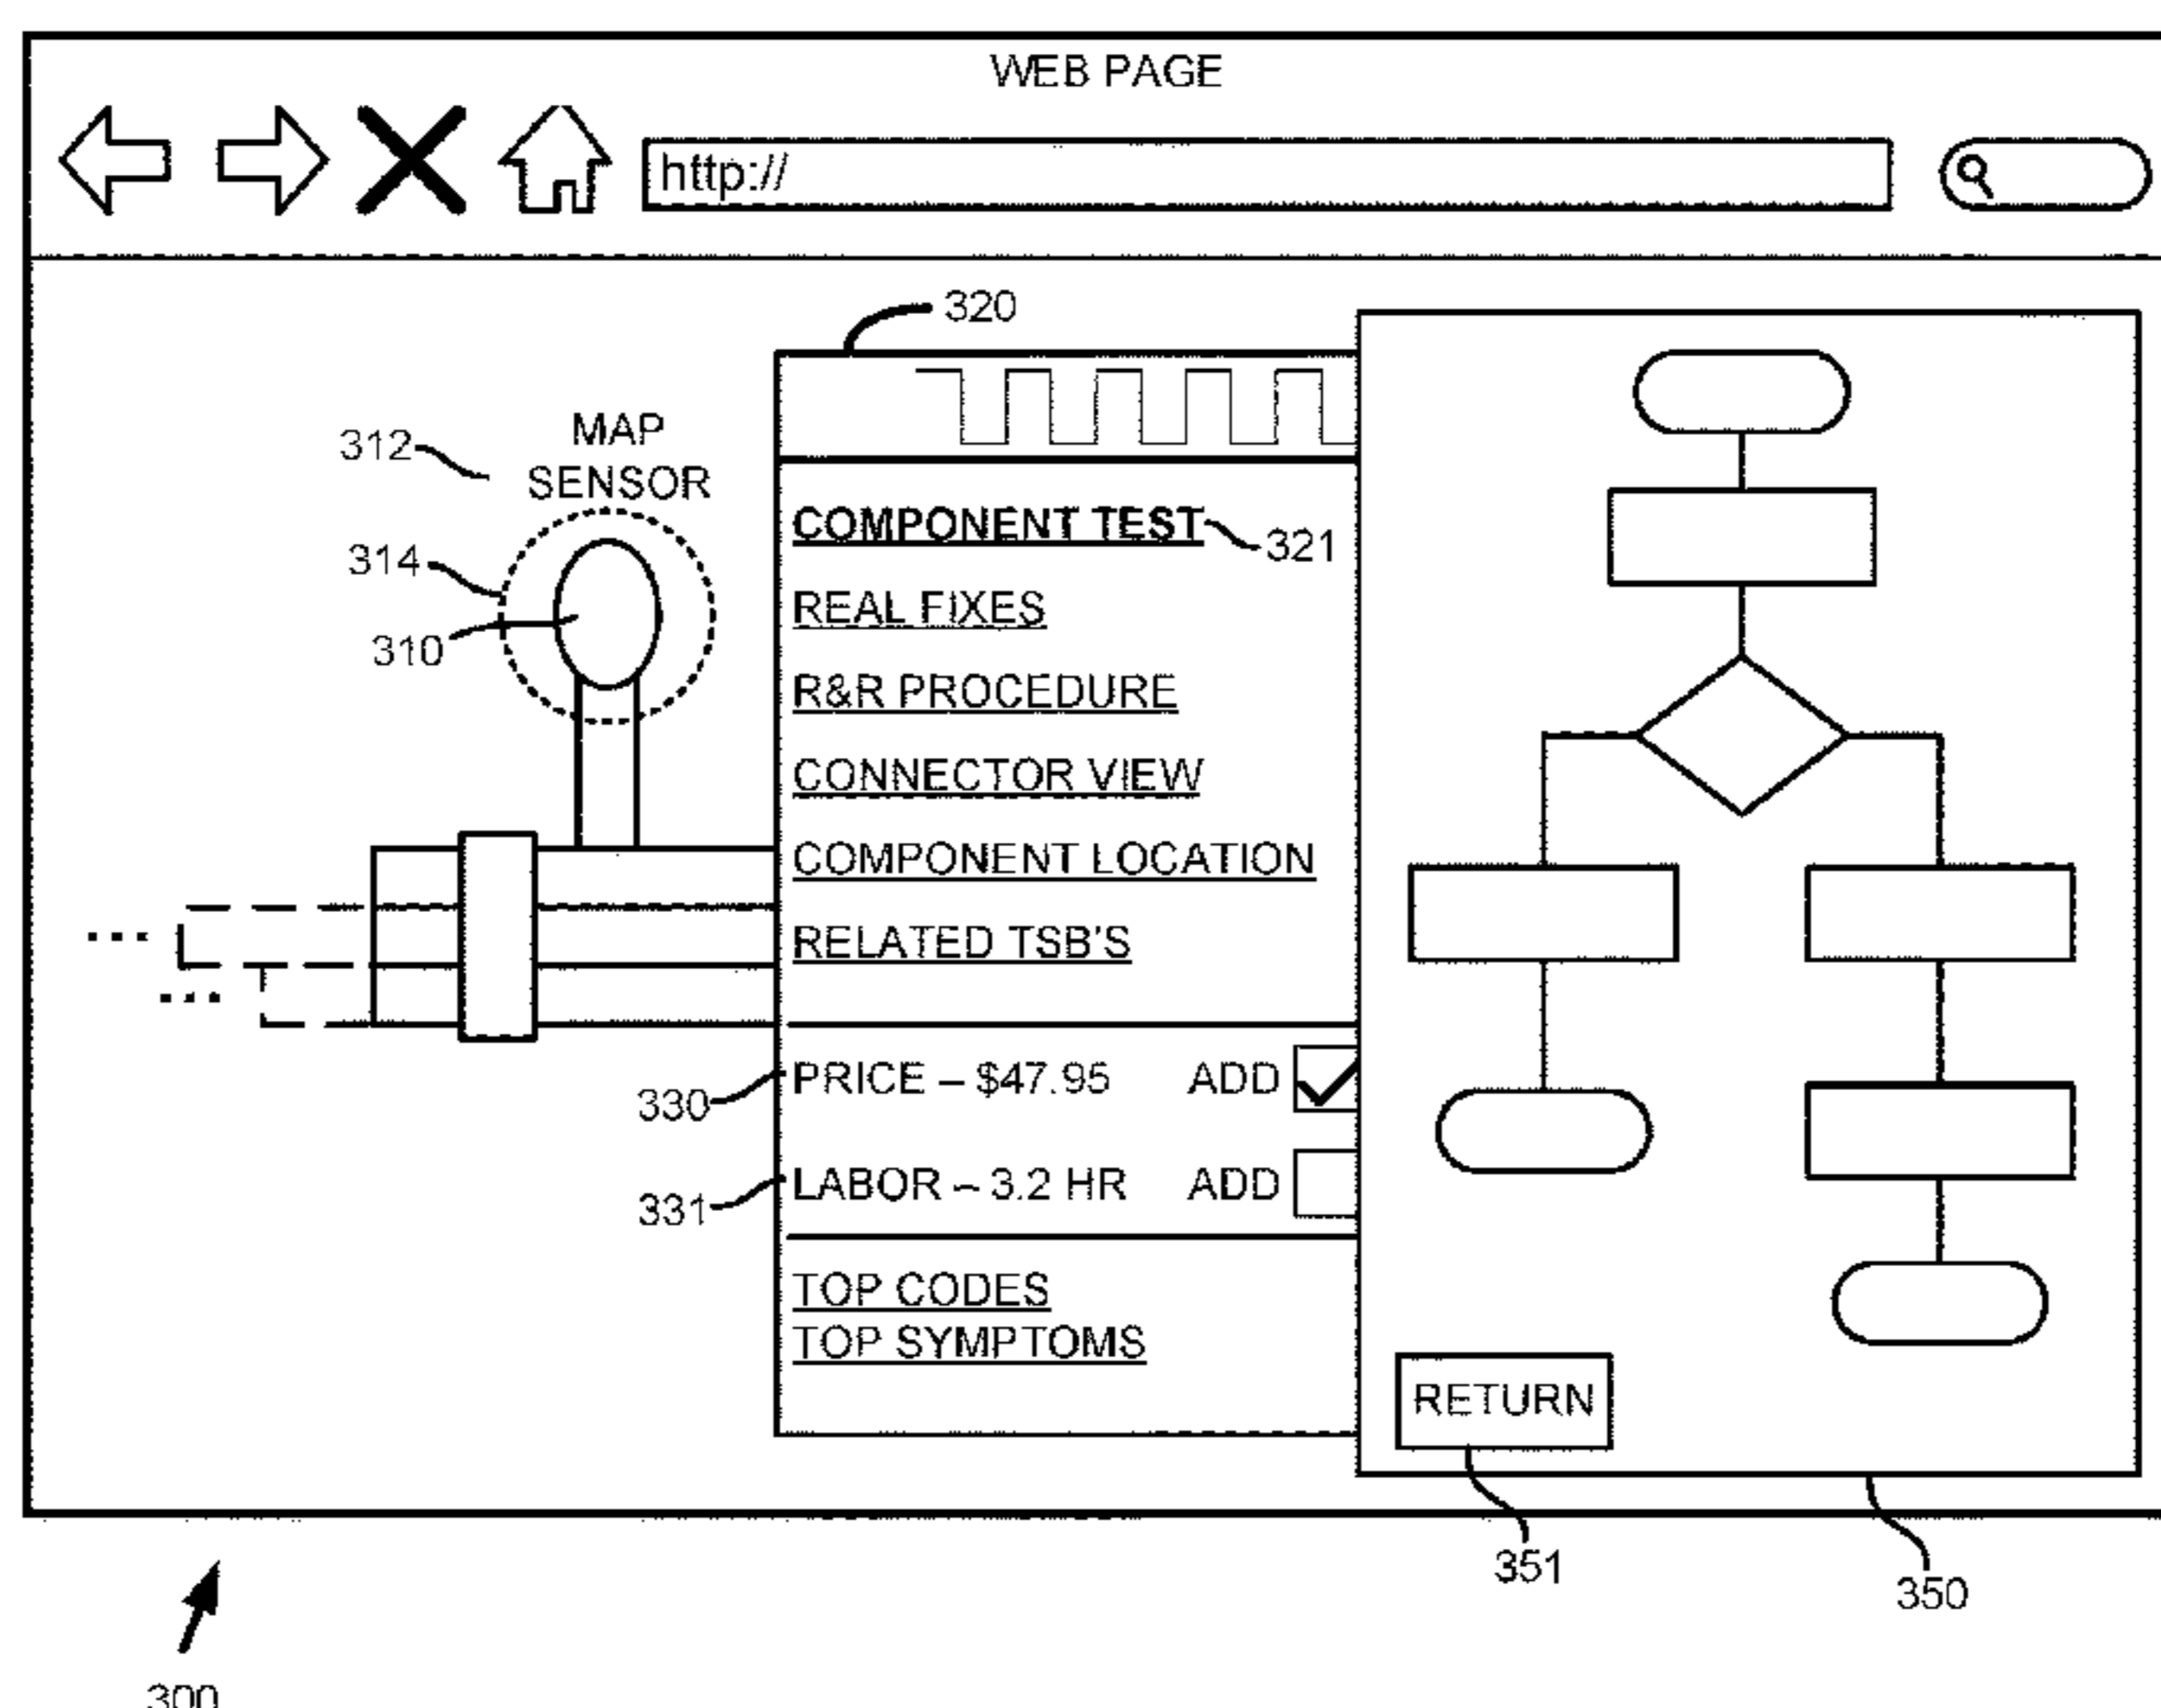 WEB PAGE
http://
320
312
MAP
SENSOR
314
310
COMPONENT TEST
321
REAL FIXES
R&R PROCEDURE
CONNECTOR VIEW
COMPONENT LOCATION
RELATED TSB'S
330
PRICE – $47.95 ADD
331
LABOR – 3.2 HR ADD
TOP CODES
TOP SYMPTOMS
RETURN
351
350
300